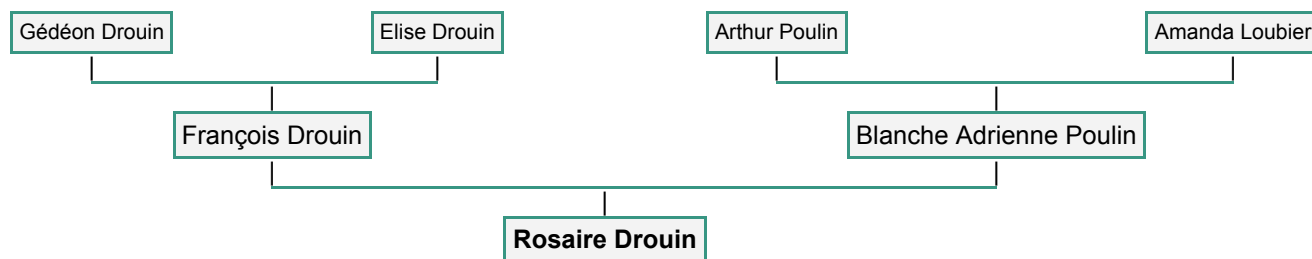 Gédéon Drouin
Elise Drouin
Arthur Poulin
Amanda Loubier
François Drouin
Blanche Adrienne Poulin
Rosaire Drouin